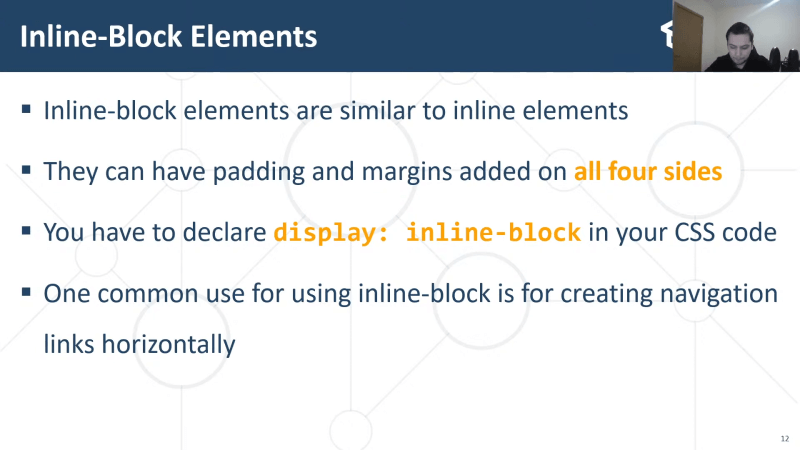 Inline-Block Elements
▪ Inline-block elements are similar to inline elements
▪ They can have padding and margins added on all four sides
▪ You have to declare display: inline-block in your CSS code
▪ One common use for using inline-block is for creating navigation
links horizontally
12